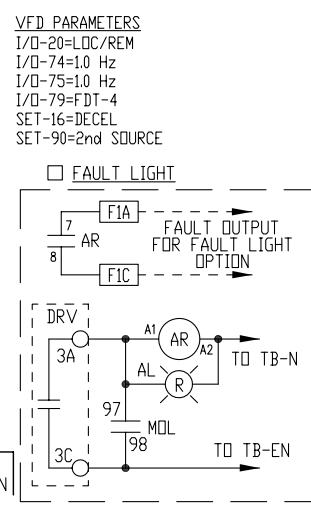 VFD PARAMETERS
I/O-20=LOC/REM
I/O-74=1.0 Hz
I/O-75=1.0 Hz
I/O-79=FDT-4
SET-16=DECEL
SET-90=2nd SOURCE
FAULT LIGHT
F1A
7
AR
8
F1C
FAULT OUTPUT
FOR FAULT LIGHT
OPTION
DRV
3A
A1
AR
A2
TO TB-N
AL
R
97
MOL
98
3C
TO TB-EN
N